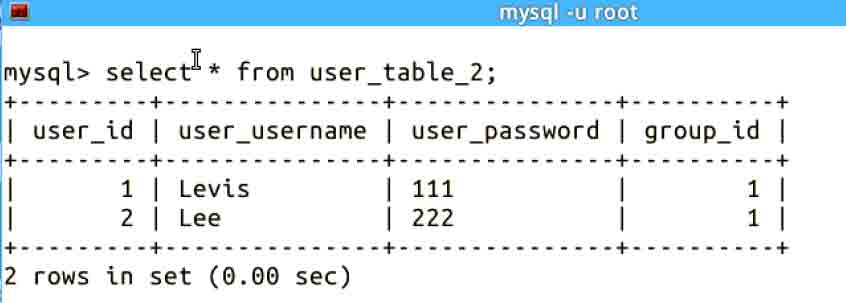 mysql -u root
mysql> select * from user_table_2;
+---------+---------------+---------------+----------+
| user_id | user_username | user_password | group_id |
+---------+---------------+---------------+----------+
|       1 | Levis         | 111           |        1 |
|       2 | Lee           | 222           |        1 |
+---------+---------------+---------------+----------+
2 rows in set (0.00 sec)